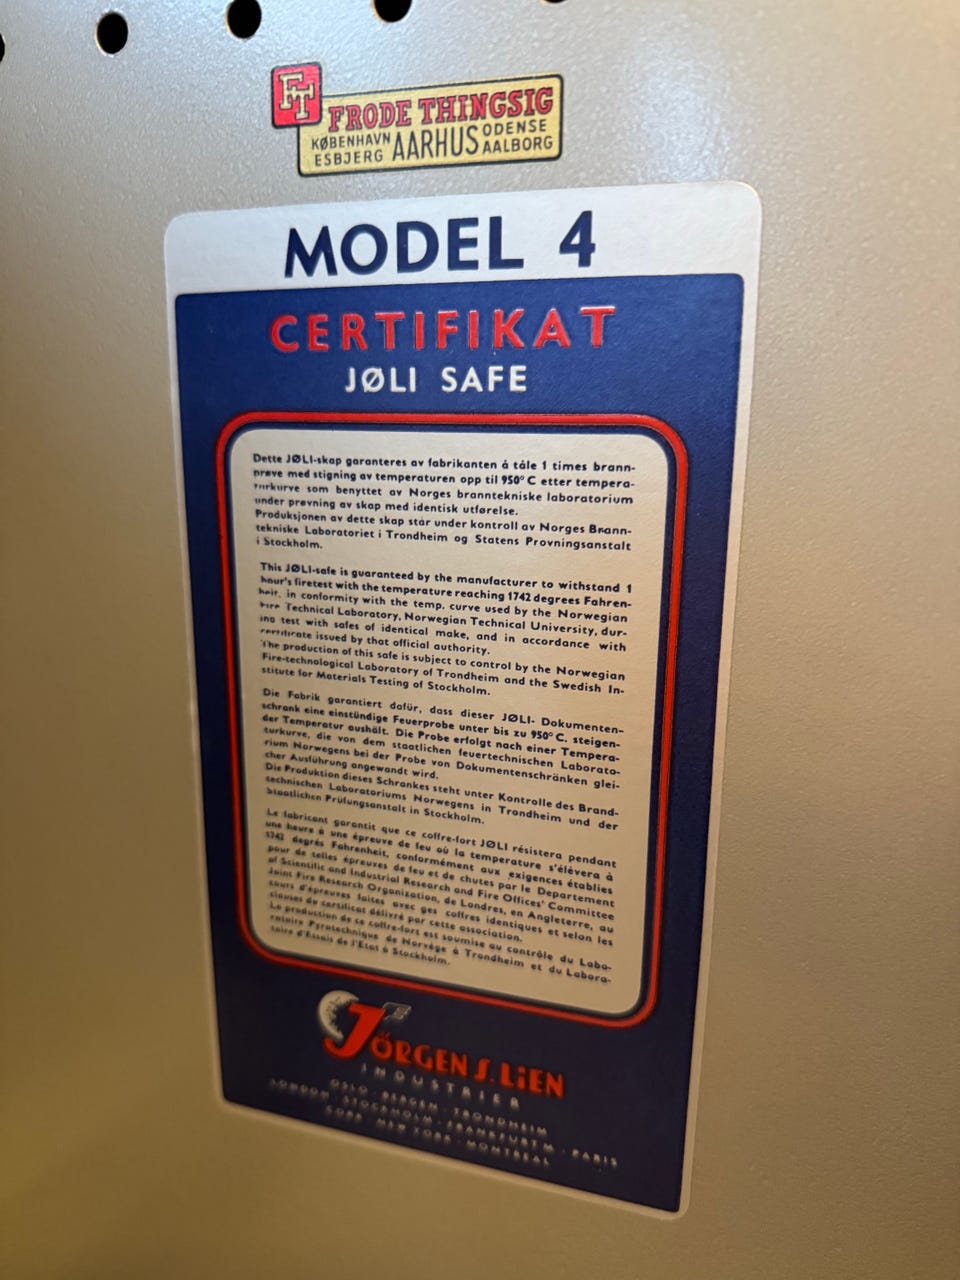 FT
FRODE THINGSIG
KØBENHAVN AARHUS ODENSE
ESBJERG AALBORG
MODEL 4
CERTIFIKAT
JØLI SAFE
Dette JØLI-skap garanteres av fabrikanten å tåle 1 times brann-
prøve med stigning av temperaturen opp til 950° C etter tempera-
turkurve som benyttet av Norges branntekniske laboratorium
under prøvning av skap med identisk utførelse.
Produksjonen av dette skap står under kontroll av Norges Brann-
tekniske Laboratoriet i Trondheim og Statens Provningsanstalt
i Stockholm.
This JØLI-safe is guaranteed by the manufacturer to withstand 1
hour's firetest with the temperature reaching 1742 degrees Fahren-
heit, in conformity with the temp. curve used by the Norwegian
Fire Technical Laboratory, Norwegian Technical University, dur-
ing test with safes of identical make, and in accordance with
certificate issued by that official authority.
The production of this safe is subject to control by the Norwegian
Fire-technological Laboratory of Trondheim and the Swedish In-
stitute for Materials Testing of Stockholm.
Die Fabrik garantiert dafür, dass dieser JØLI- Dokumenten-
schrank eine einstündige Feuerprobe unter bis zu 950° C. steigen-
der Temperatur aushält. Die Probe erfolgt nach einer Tempera-
turkurve, die von dem staatlichen feuertechnischen Laborato-
rium Norwegens bei der Probe von Dokumentenschränken glei-
cher Ausführung angewandt wird.
Die Produktion dieses Schrankes steht unter Kontrolle des Brand-
technischen Laboratoriums Norwegens in Trondheim und der
Staatlichen Prüfungsanstalt in Stockholm.
Le fabricant garantit que ce coffre-fort JØLI résistera pendant
une heure à une épreuve de feu où la temperature s'élèvera à
1742 degrés Fahrenheit, conformément aux exigences établies
pour de telles épreuves de feu et de chutes par le Departement
of Scientific and Industrial Research and Fire Offices' Committee
Joint Fire Research Organization, de Londres, en Angleterre, au
cours d'épreuves faites avec ges coffres identiques et selon les
clauses du certificat délivré par cette association.
La production de ce coffre-fort est soumise au contrôle du Labo-
ratoire Pyrotechnique de Norvège à Trondheim et du Labora-
toire d'Essais de l'Etat à Stockholm.
JÖRGEN S. LIEN
INDUSTRIER
OSLO · BERGEN · TRONDHEIM
LONDON · STOCKHOLM · FRANKFURT M · PARIS
CORK · NEW YORK · MONTREAL